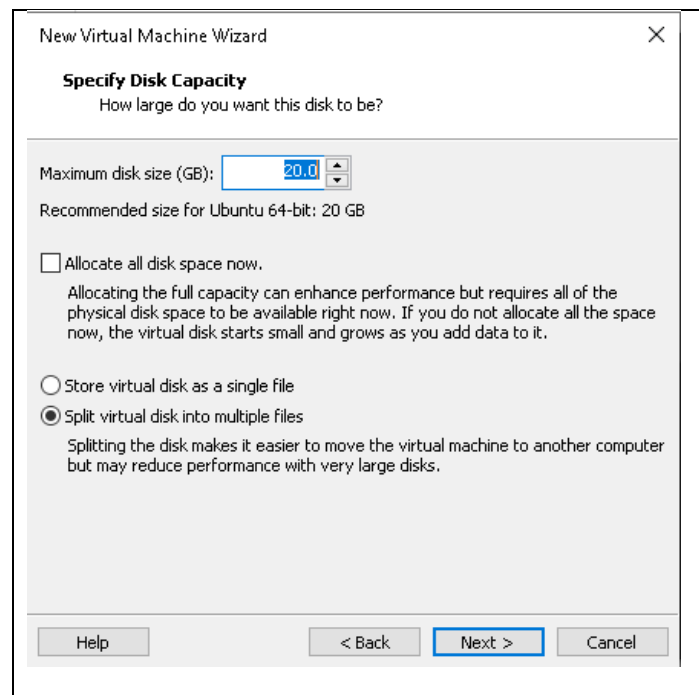 New Virtual Machine Wizard
Specify Disk Capacity
How large do you want this disk to be?
Maximum disk size (GB): 20.0
Recommended size for Ubuntu 64-bit: 20 GB
Allocate all disk space now.
Allocating the full capacity can enhance performance but requires all of the
physical disk space to be available right now. If you do not allocate all the space
now, the virtual disk starts small and grows as you add data to it.
Store virtual disk as a single file
Split virtual disk into multiple files
Splitting the disk makes it easier to move the virtual machine to another computer
but may reduce performance with very large disks.
Help < Back Next > Cancel